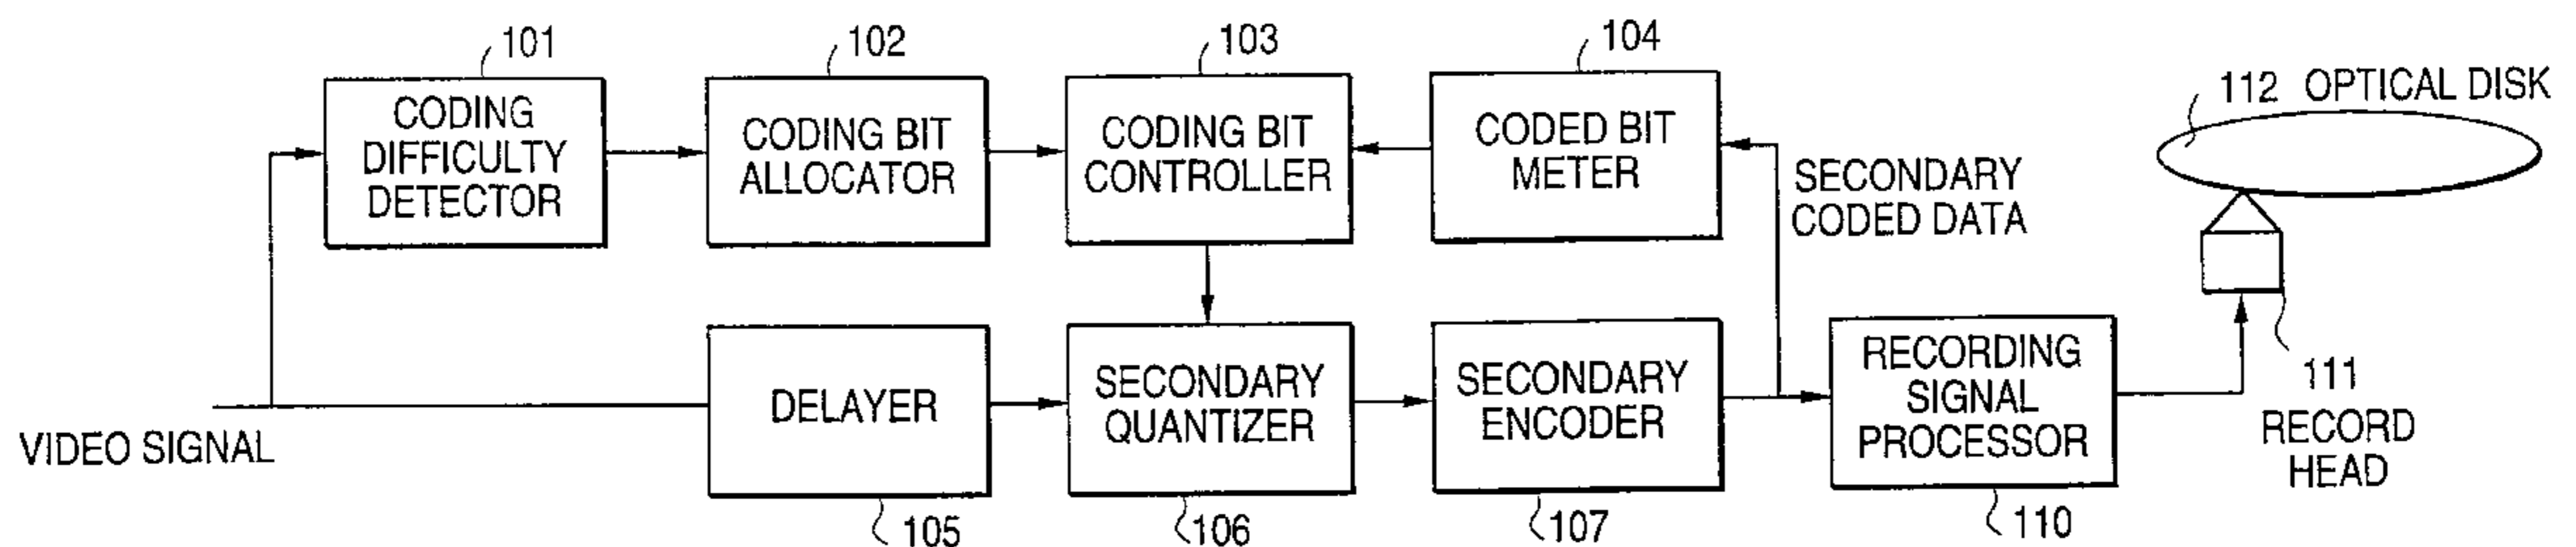 101
CODING
DIFFICULTY
DETECTOR
102
CODING BIT
ALLOCATOR
103
CODING BIT
CONTROLLER
104
CODED BIT
METER
SECONDARY
CODED DATA
112 OPTICAL DISK
VIDEO SIGNAL
DELAYER
105
SECONDARY
QUANTIZER
106
SECONDARY
ENCODER
107
RECORDING
SIGNAL
PROCESSOR
110
111
RECORD
HEAD